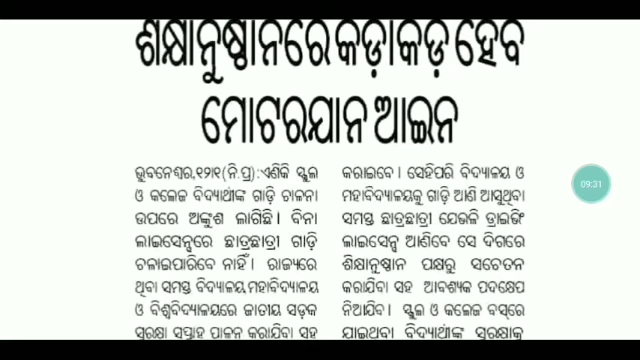 ଶିକ୍ଷାନୁଷ୍ଠାନରେ କଡ଼ାକଡ଼ି ହେବ
ମୋଟରଯାନ ଆଇନ
ଭୁବନେଶ୍ୱର,୧୨।୧(ନି.ପ୍ର):ଏଣିକି ସ୍କୁଲ
ଓ କଲେଜ ବିଦ୍ୟାର୍ଥୀଙ୍କ ଗାଡ଼ି ଚାଳନା
ଉପରେ ଅଙ୍କୁଶ ଲାଗିଛି। ବିନା
ଲାଇସେନ୍ସରେ ଛାତ୍ରଛାତ୍ରୀ ଗାଡ଼ି
ଚଳାଇପାରିବେ ନାହିଁ। ରାଜ୍ୟରେ
ଥିବା ସମସ୍ତ ବିଦ୍ୟାଳୟ,ମହାବିଦ୍ୟାଳୟ
ଓ ବିଶ୍ୱବିଦ୍ୟାଳୟରେ ଜାତୀୟ ସଡ଼କ
ସୁରକ୍ଷା ସପ୍ତାହ ପାଳନ କରାଯିବା ସହ
କରାଇବେ। ସେହିପରି ବିଦ୍ୟାଳୟ ଓ
ମହାବିଦ୍ୟାଳୟକୁ ଗାଡ଼ି ଆଣି ଆସୁଥିବା
ସମସ୍ତ ଛାତ୍ରଛାତ୍ରୀ ଯେଭଳି ଡ୍ରାଇଭିଂ
ଲାଇସେନ୍ସ ଆଣିବେ ସେ ଦିଗରେ
ଶିକ୍ଷାନୁଷ୍ଠାନ ପକ୍ଷରୁ ସଚେତନ
କରାଯିବା ସହ ଆବଶ୍ୟକ ପଦକ୍ଷେପ
ନିଆଯିବ। ସ୍କୁଲ ଓ କଲେଜ ବସ୍‌ରେ
ଯାଇଥିବା ବିଦ୍ୟାର୍ଥୀଙ୍କ ସୁରକ୍ଷାକୁ
09:31